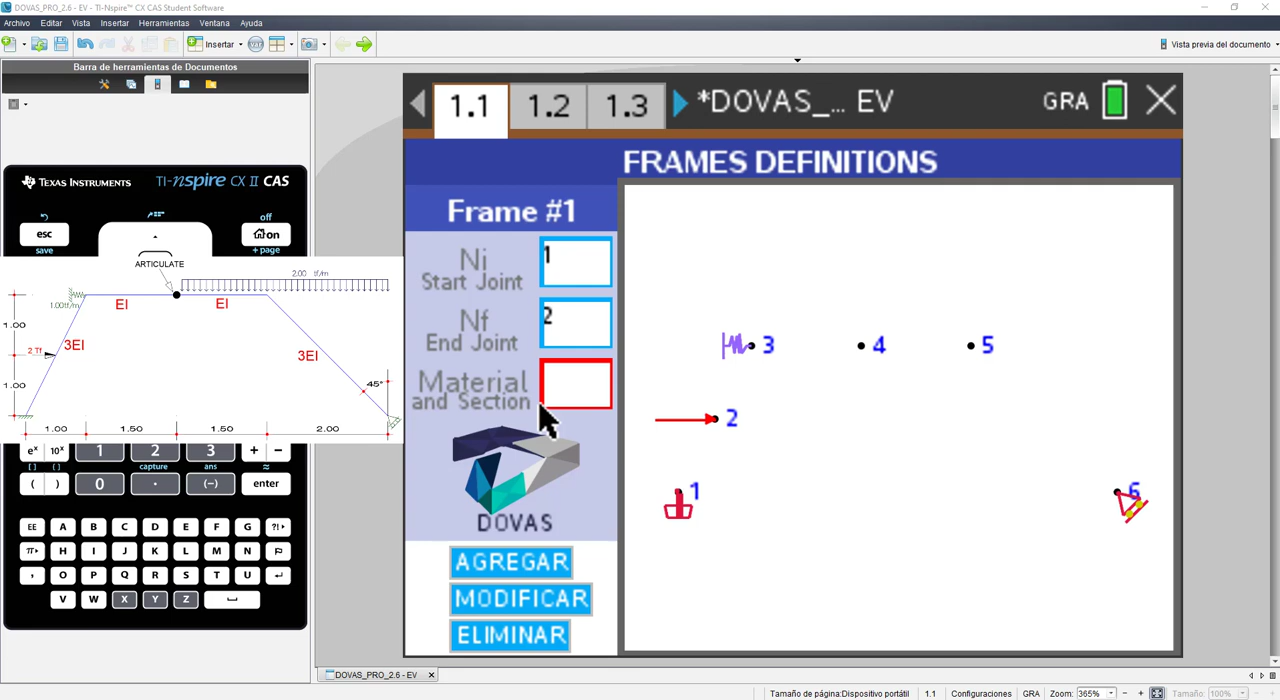 DOVAS_PRO_2.6 - EV - TI-Nspire™ CX CAS Student Software
Archivo Editar Vista Insertar Herramientas Ventana Ayuda
Insertar
Vista previa del documento
Barra de herramientas de Documentos
1.1 1.2 1.3 *DOVAS_... EV GRA
FRAMES DEFINITIONS
TEXAS INSTRUMENTS TI-nspire CX II CAS
esc
save
off
on
+ page
Frame #1
Ni
Start Joint
1
Nf
End Joint
2
Material
and Section
DOVAS
AGREGAR
MODIFICAR
ELIMINAR
3 4 5
2
1 6
ARTICULATE
2.00 tf/m
1.00tf/m
EI EI
1.00
3EI
3EI
2 Tf
45°
1.00
1.00 1.50 1.50 2.00
eˣ 10ˣ 1 2 3 + −
capture ans ≈
( ) 0 . (−) enter
EE A B C D E F ?!▸
π▸ H I J K L M N
, O P Q R S T U
V W X Y Z
DOVAS_PRO_2.6 - EV
Tamaño de página:Dispositivo portátil 1.1 Configuraciones GRA Zoom: 365% Tamaño: 100%